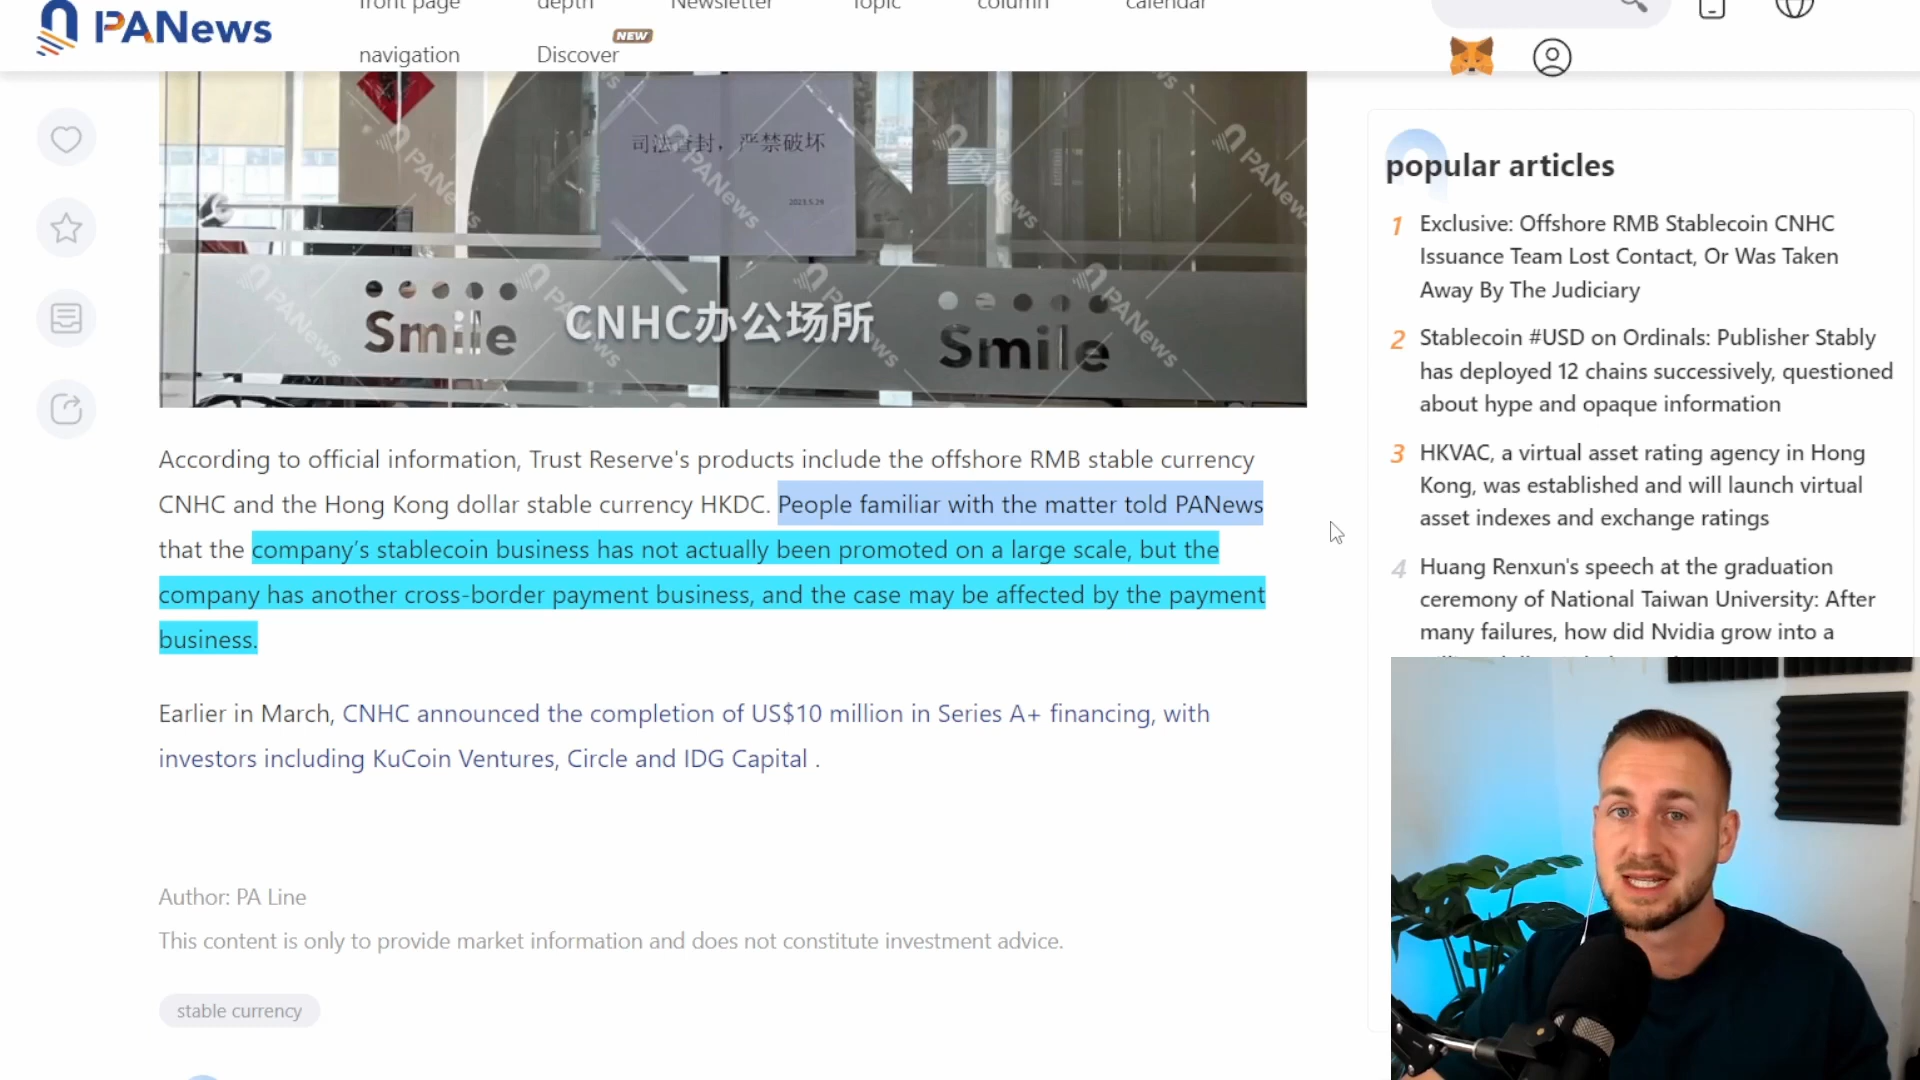 PANews
front page
depth
Newsletter
Topic
column
calendar
navigation
Discover
NEW
司法查封，严禁破坏
2023.5.29
Smile
CNHC办公场所
Smile
PANews
PANews
PANews
PANews
PANews
PANews
According to official information, Trust Reserve's products include the offshore RMB stable currency
CNHC and the Hong Kong dollar stable currency HKDC. People familiar with the matter told PANews
that the company's stablecoin business has not actually been promoted on a large scale, but the
company has another cross-border payment business, and the case may be affected by the payment
business.
Earlier in March, CNHC announced the completion of US$10 million in Series A+ financing, with
investors including KuCoin Ventures, Circle and IDG Capital .
Author: PA Line
This content is only to provide market information and does not constitute investment advice.
stable currency
popular articles
1 Exclusive: Offshore RMB Stablecoin CNHC
Issuance Team Lost Contact, Or Was Taken
Away By The Judiciary
2 Stablecoin #USD on Ordinals: Publisher Stably
has deployed 12 chains successively, questioned
about hype and opaque information
3 HKVAC, a virtual asset rating agency in Hong
Kong, was established and will launch virtual
asset indexes and exchange ratings
4 Huang Renxun's speech at the graduation
ceremony of National Taiwan University: After
many failures, how did Nvidia grow into a